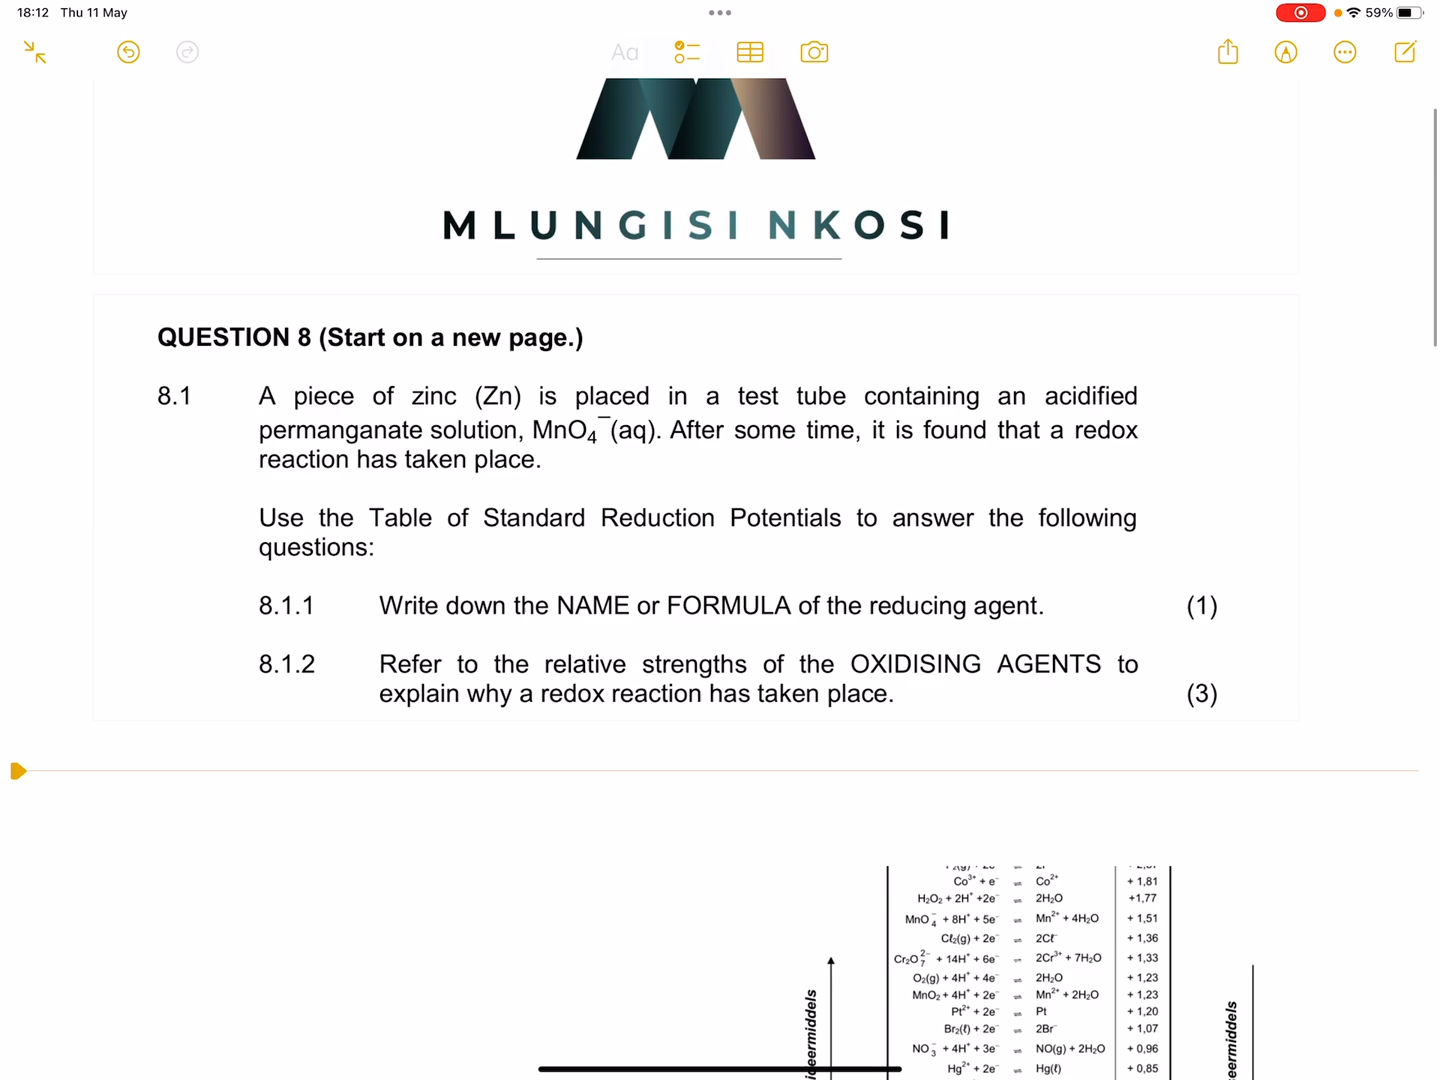 18:12 Thu 11 May
59%
Aa
MLUNGISI NKOSI
QUESTION 8 (Start on a new page.)
8.1 A piece of zinc (Zn) is placed in a test tube containing an acidified
permanganate solution, MnO₄⁻(aq). After some time, it is found that a redox
reaction has taken place.
Use the Table of Standard Reduction Potentials to answer the following
questions:
8.1.1 Write down the NAME or FORMULA of the reducing agent. (1)
8.1.2 Refer to the relative strengths of the OXIDISING AGENTS to
explain why a redox reaction has taken place. (3)
Co³⁺ + e⁻ ⇌ Co²⁺ + 1,81
H₂O₂ + 2H⁺ +2e⁻ ⇌ 2H₂O +1,77
MnO₄⁻ + 8H⁺ + 5e⁻ ⇌ Mn²⁺ + 4H₂O + 1,51
Cℓ₂(g) + 2e⁻ ⇌ 2Cℓ⁻ + 1,36
Cr₂O₇²⁻ + 14H⁺ + 6e⁻ ⇌ 2Cr³⁺ + 7H₂O + 1,33
O₂(g) + 4H⁺ + 4e⁻ ⇌ 2H₂O + 1,23
MnO₂ + 4H⁺ + 2e⁻ ⇌ Mn²⁺ + 2H₂O + 1,23
Pt²⁺ + 2e⁻ ⇌ Pt + 1,20
Br₂(ℓ) + 2e⁻ ⇌ 2Br⁻ + 1,07
NO₃⁻ + 4H⁺ + 3e⁻ ⇌ NO(g) + 2H₂O + 0,96
Hg²⁺ + 2e⁻ ⇌ Hg(ℓ) + 0,85